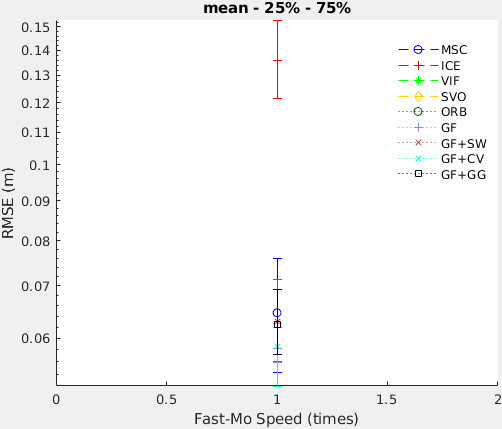 mean - 25% - 75%
0.15
0.14
0.13
0.12
0.11
0.1
0.09
0.08
0.07
0.06
RMSE (m)
MSC
ICE
VIF
SVO
ORB
GF
GF+SW
GF+CV
GF+GG
0
0.5
1
1.5
2
Fast-Mo Speed (times)